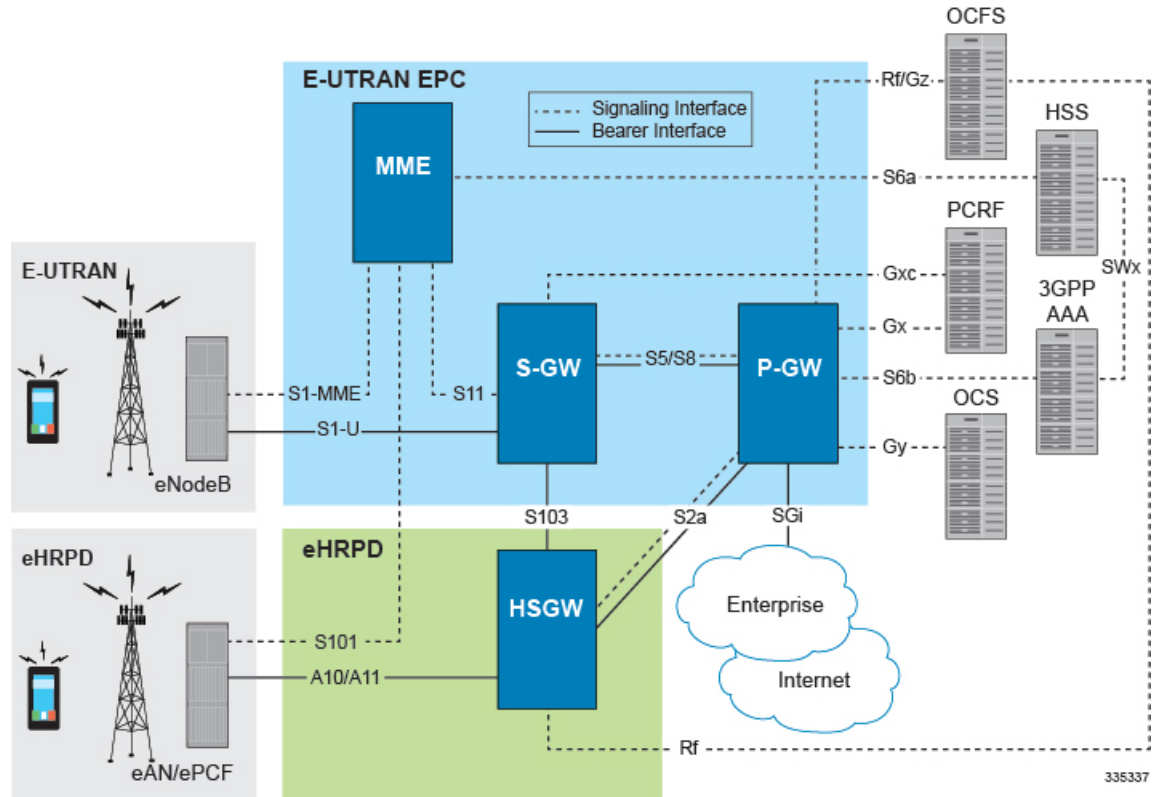 OCFS
E-UTRAN EPC
Rf/Gz
Signaling Interface
Bearer Interface
HSS
MME
S6a
PCRF
E-UTRAN
Gxc
SWx
3GPP
AAA
Gx
S5/S8
S-GW
P-GW
S6b
S1-MME
S11
OCS
S1-U
Gy
eNodeB
S103
S2a
SGi
eHRPD
eHRPD
HSGW
Enterprise
S101
A10/A11
Internet
Rf
eAN/ePCF
335337